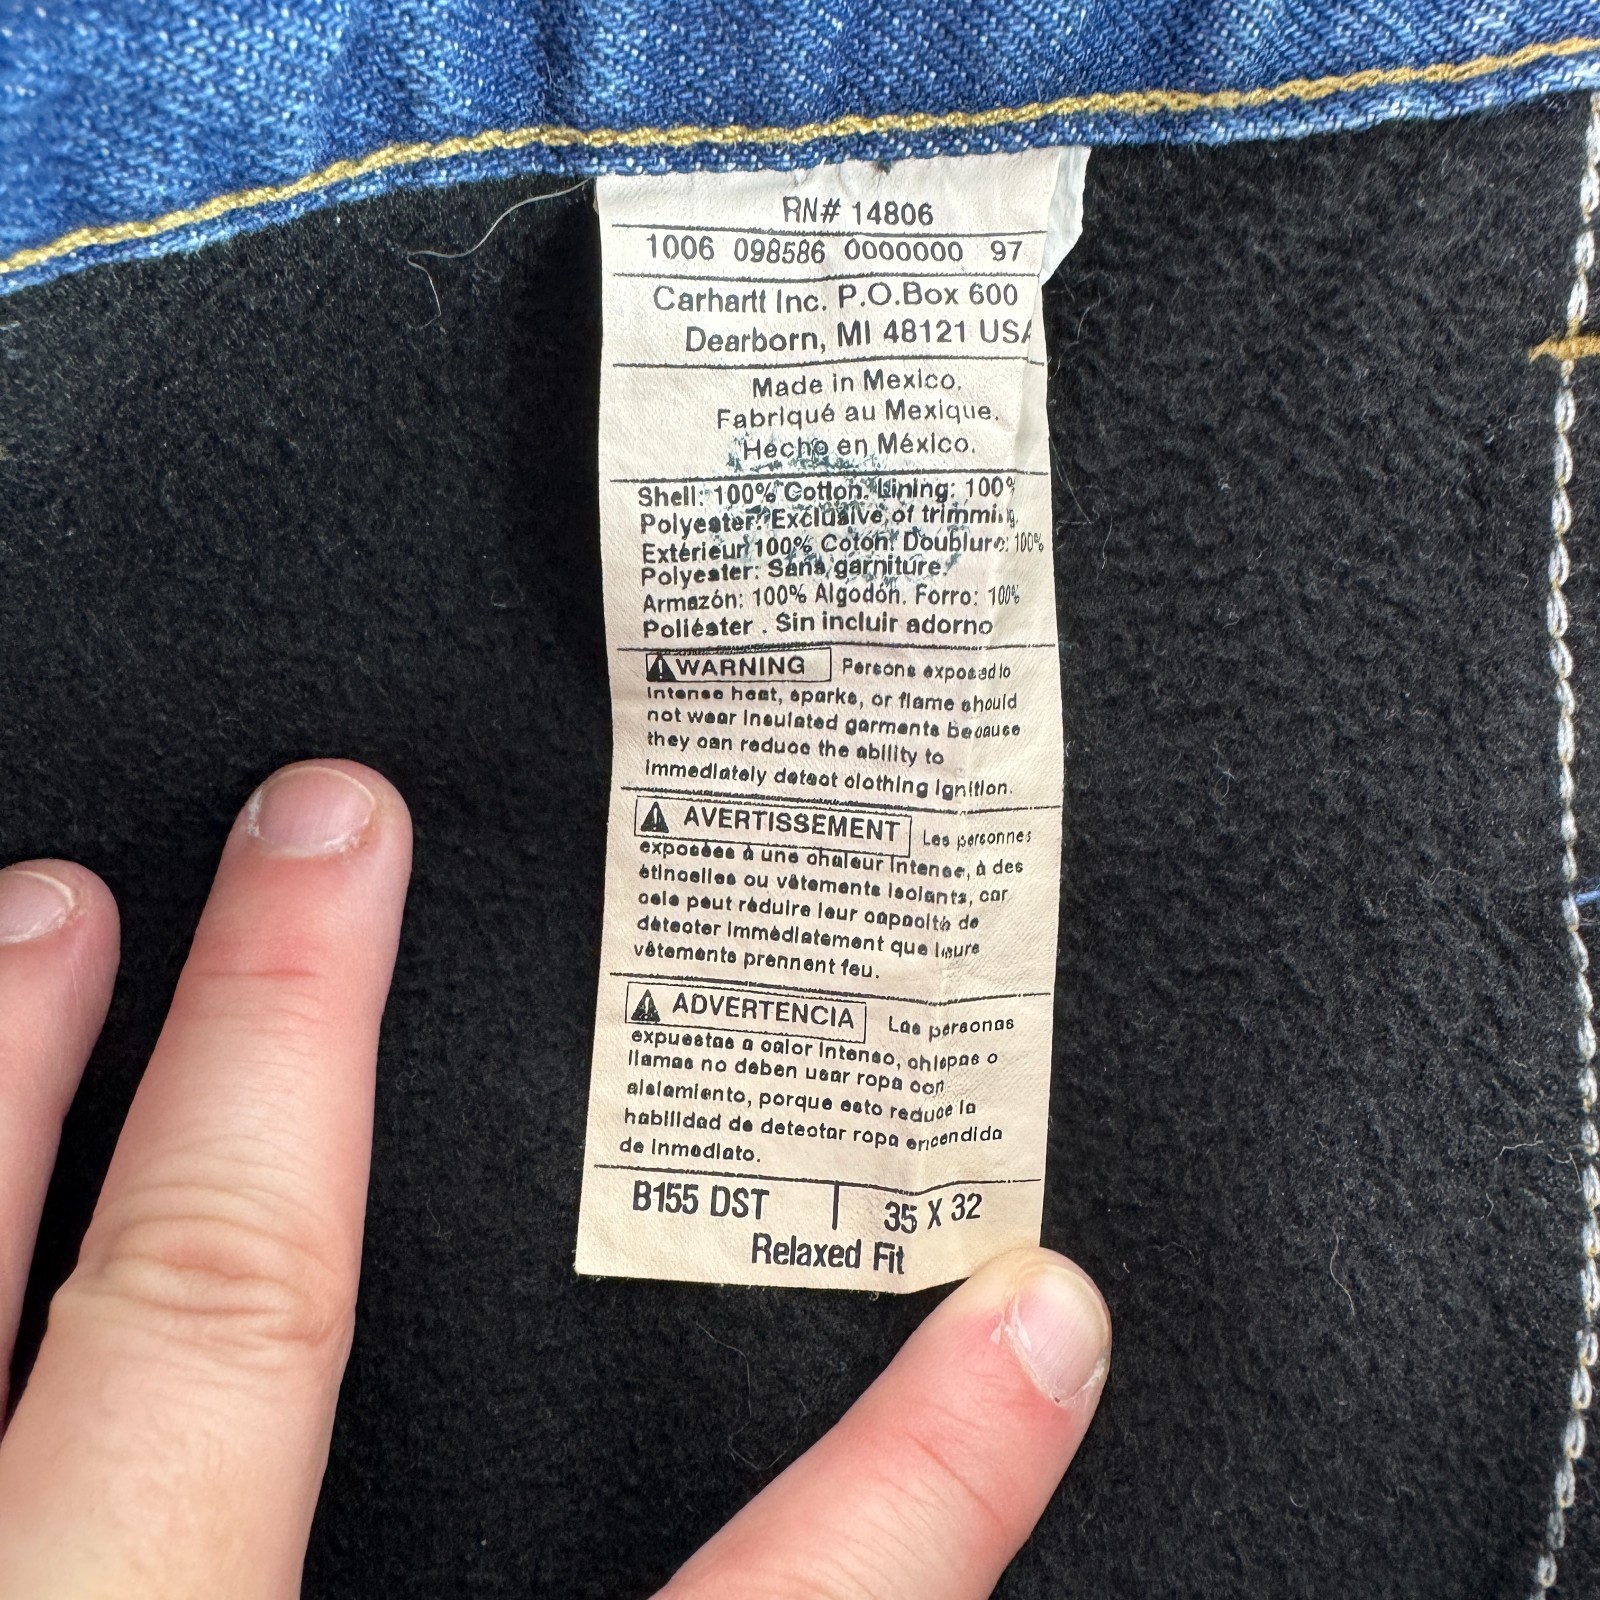 RN# 14806
1006 098586 0000000 97
Carhartt Inc. P.O.Box 600
Dearborn, MI 48121 USA
Made in Mexico.
Fabriqué au Mexique.
Hecho en México.
Shell: 100% Cotton. Lining: 100%
Polyester. Exclusive of trimming.
Extérieur 100% Coton. Doublure: 100%
Polyester: Sans garniture.
Armazón: 100% Algodón. Forro: 100%
Poliéster . Sin incluir adorno
WARNING Persons exposed to
intense heat, sparks, or flame should
not wear insulated garments because
they can reduce the ability to
immediately detect clothing ignition.
AVERTISSEMENT Les personnes
exposées à une chaleur intense, à des
étincelles ou vêtements isolants, car
cela peut réduire leur capacité de
détecter immédiatement que leurs
vêtements prennent feu.
ADVERTENCIA Las personas
expuestas a calor intenso, chispas o
llamas no deben usar ropa con
aislamiento, porque esto reduce la
habilidad de detectar ropa encendida
de inmediato.
B155 DST | 35 X 32
Relaxed Fit